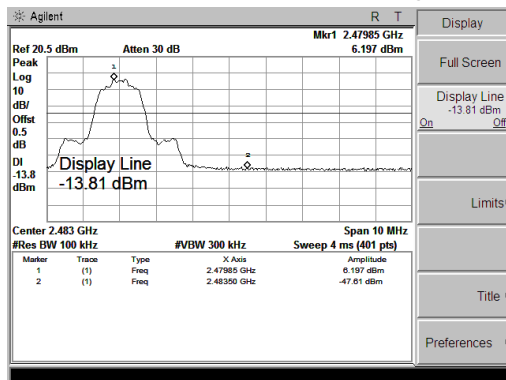 Agilent R T
Mkr1 2.47985 GHz
Ref 20.5 dBm Atten 30 dB 6.197 dBm
Peak
Log
10
dB/
Offst
0.5
dB
DI
-13.8
dBm
1
2
Display Line
-13.81 dBm
Center 2.483 GHz Span 10 MHz
#Res BW 100 kHz #VBW 300 kHz Sweep 4 ms (401 pts)
Marker Trace Type X Axis Amplitude
1 (1) Freq 2.47985 GHz 6.197 dBm
2 (1) Freq 2.48350 GHz -47.61 dBm
Display
Full Screen
Display Line
-13.81 dBm
On Off
Limits
Title
Preferences